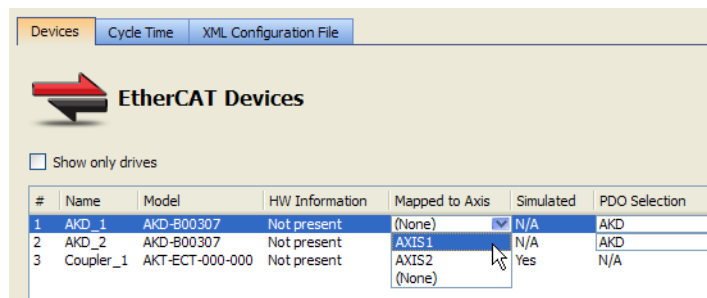 Devices Cycle Time XML Configuration File
EtherCAT Devices
Show only drives
# Name Model HW Information Mapped to Axis Simulated PDO Selection
1 AKD_1 AKD-B00307 Not present (None) N/A AKD
2 AKD_2 AKD-B00307 Not present AXIS1 N/A AKD
3 Coupler_1 AKT-ECT-000-000 Not present AXIS2 Yes N/A
(None)